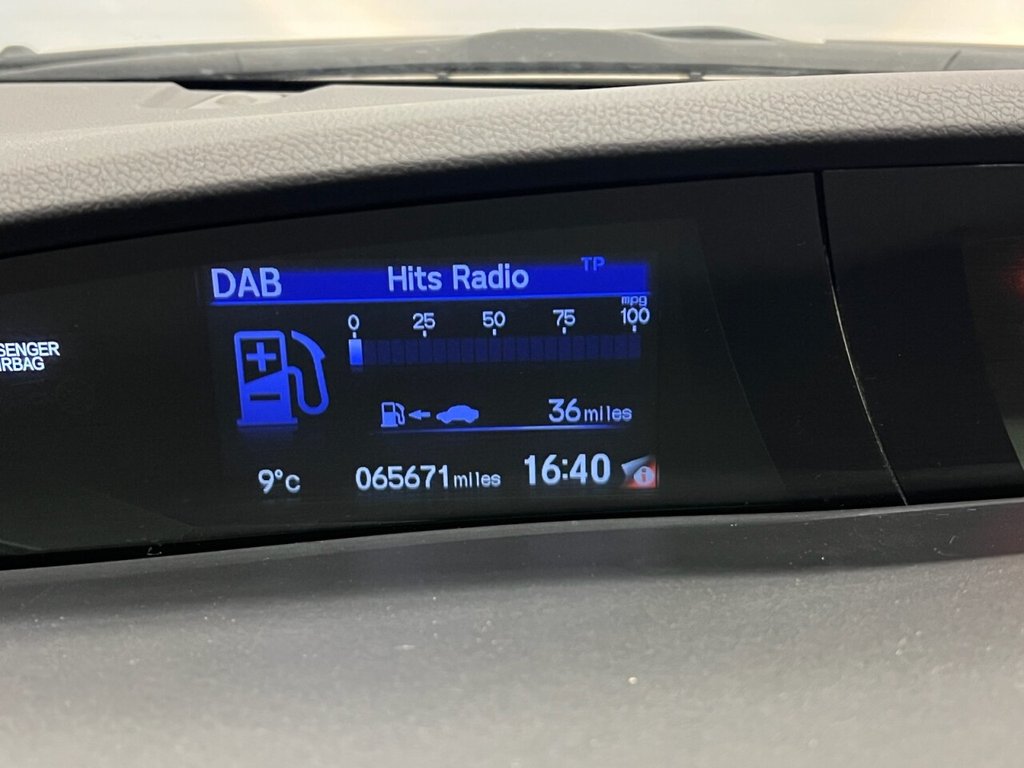 DAB Hits Radio TP
mpg
0 25 50 75 100
SENGER
RBAG
36 miles
9°C 065671 miles 16:40 i